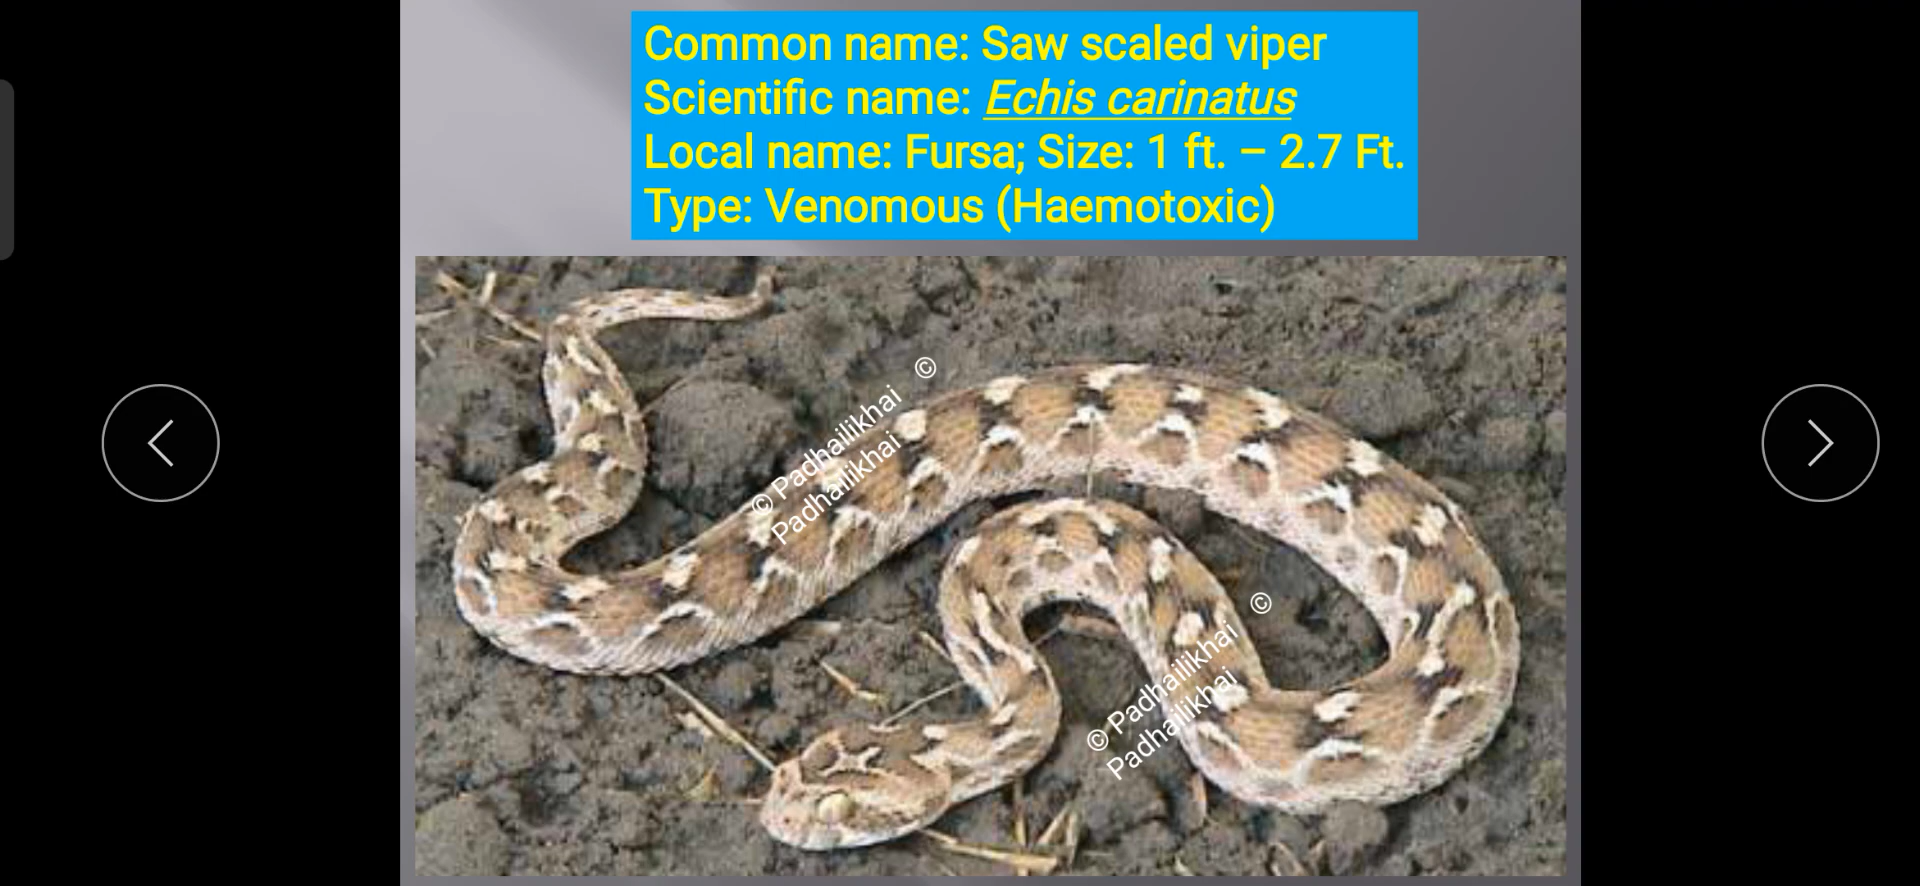 Common name: Saw scaled viper
Scientific name: Echis carinatus
Local name: Fursa; Size: 1 ft. – 2.7 Ft.
Type: Venomous (Haemotoxic)
©
© Padhailikhai
Padhailikhai
©
© Padhailikhai
Padhailikhai